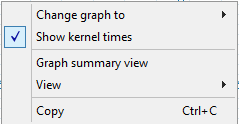 Change graph to
Show kernel times
Graph summary view
View
Copy Ctrl+C